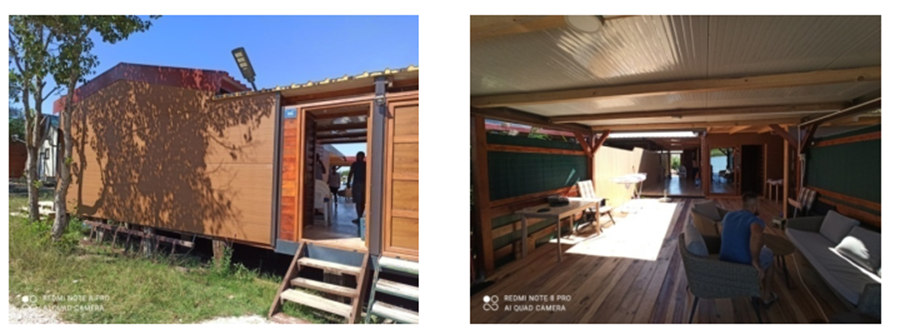 REDMI NOTE 8 PRO
AI QUAD CAMERA
REDMI NOTE 8 PRO
AI QUAD CAMERA